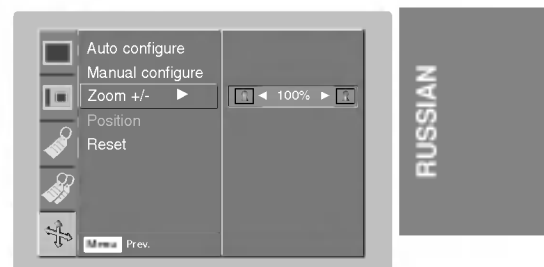 Auto configure
Manual configure
Zoom +/- ▶
◄ 100% ►
Position
Reset
Menu Prev.
RUSSIAN